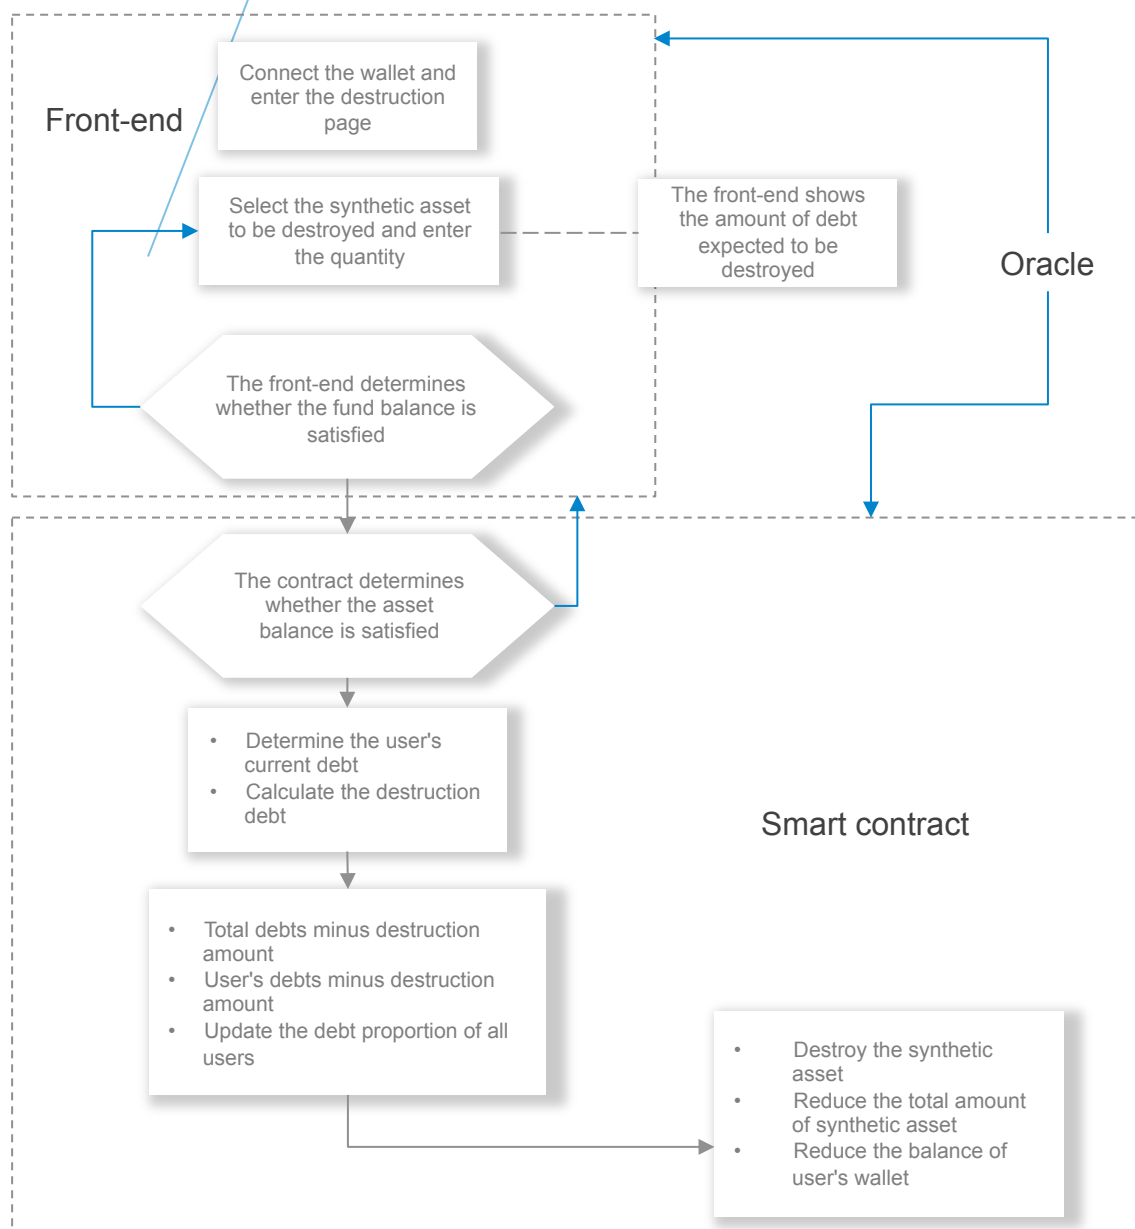 Connect the wallet and
enter the destruction
page
Front-end
Select the synthetic asset
to be destroyed and enter
the quantity
The front-end shows
the amount of debt
expected to be
destroyed
Oracle
The front-end determines
whether the fund balance is
satisfied
The contract determines
whether the asset
balance is satisfied
• Determine the user's
current debt
• Calculate the destruction
debt
Smart contract
• Total debts minus destruction
amount
• User's debts minus destruction
amount
• Update the debt proportion of all
users
• Destroy the synthetic
asset
• Reduce the total amount
of synthetic asset
• Reduce the balance of
user's wallet